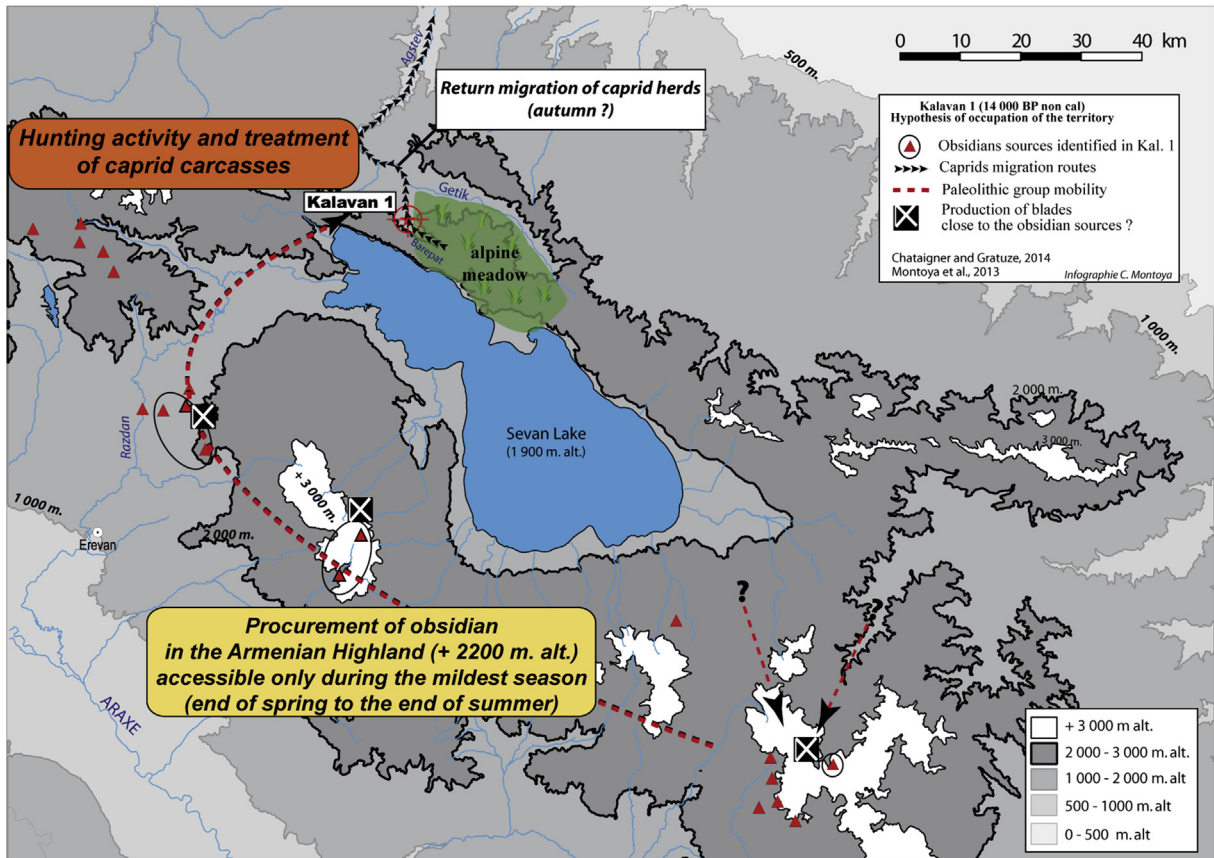 Agstev
500 m.
0 10 20 30 40 km
Return migration of caprid herds
(autumn ?)
Kalavan 1 (14 000 BP non cal)
Hypothesis of occupation of the territory
Obsidians sources identified in Kal. 1
Caprids migration routes
Paleolithic group mobility
Production of blades
close to the obsidian sources ?
Chataigner and Gratuze, 2014
Montoya et al., 2013
Infographie C. Montoya
Hunting activity and treatment
of caprid carcasses
Getik
Kalavan 1
Barepat
alpine
meadow
1 000 m.
2 000 m.
3 000 m.
Razdan
Sevan Lake
(1 900 m. alt.)
+ 3 000 m.
1 000 m.
Erevan
2 000 m.
?
?
Procurement of obsidian
in the Armenian Highland (+ 2200 m. alt.)
accessible only during the mildest season
(end of spring to the end of summer)
ARAXE
+ 3 000 m alt.
2 000 - 3 000 m. alt.
1 000 - 2 000 m. alt
500 - 1000 m. alt
0 - 500 m. alt